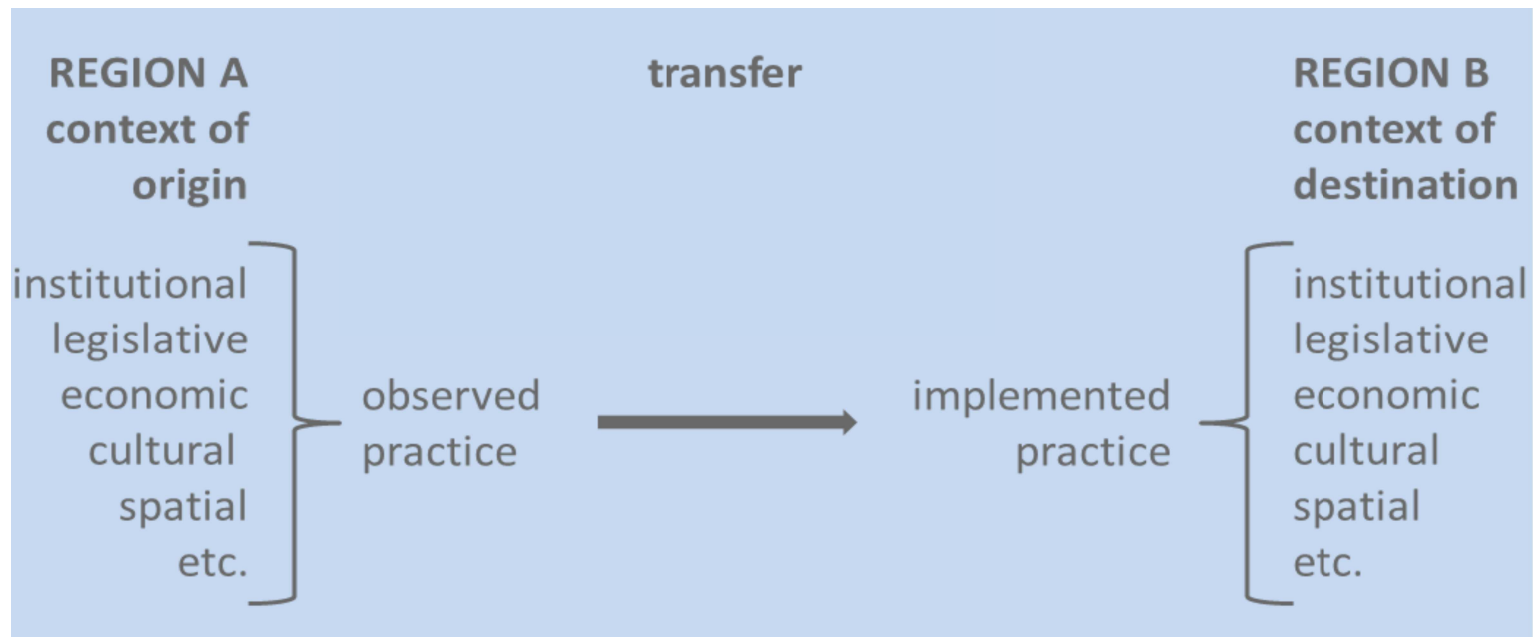 REGION A
context of
origin
transfer
REGION B
context of
destination
institutional
legislative
economic
cultural
spatial
etc.
observed
practice
implemented
practice
institutional
legislative
economic
cultural
spatial
etc.